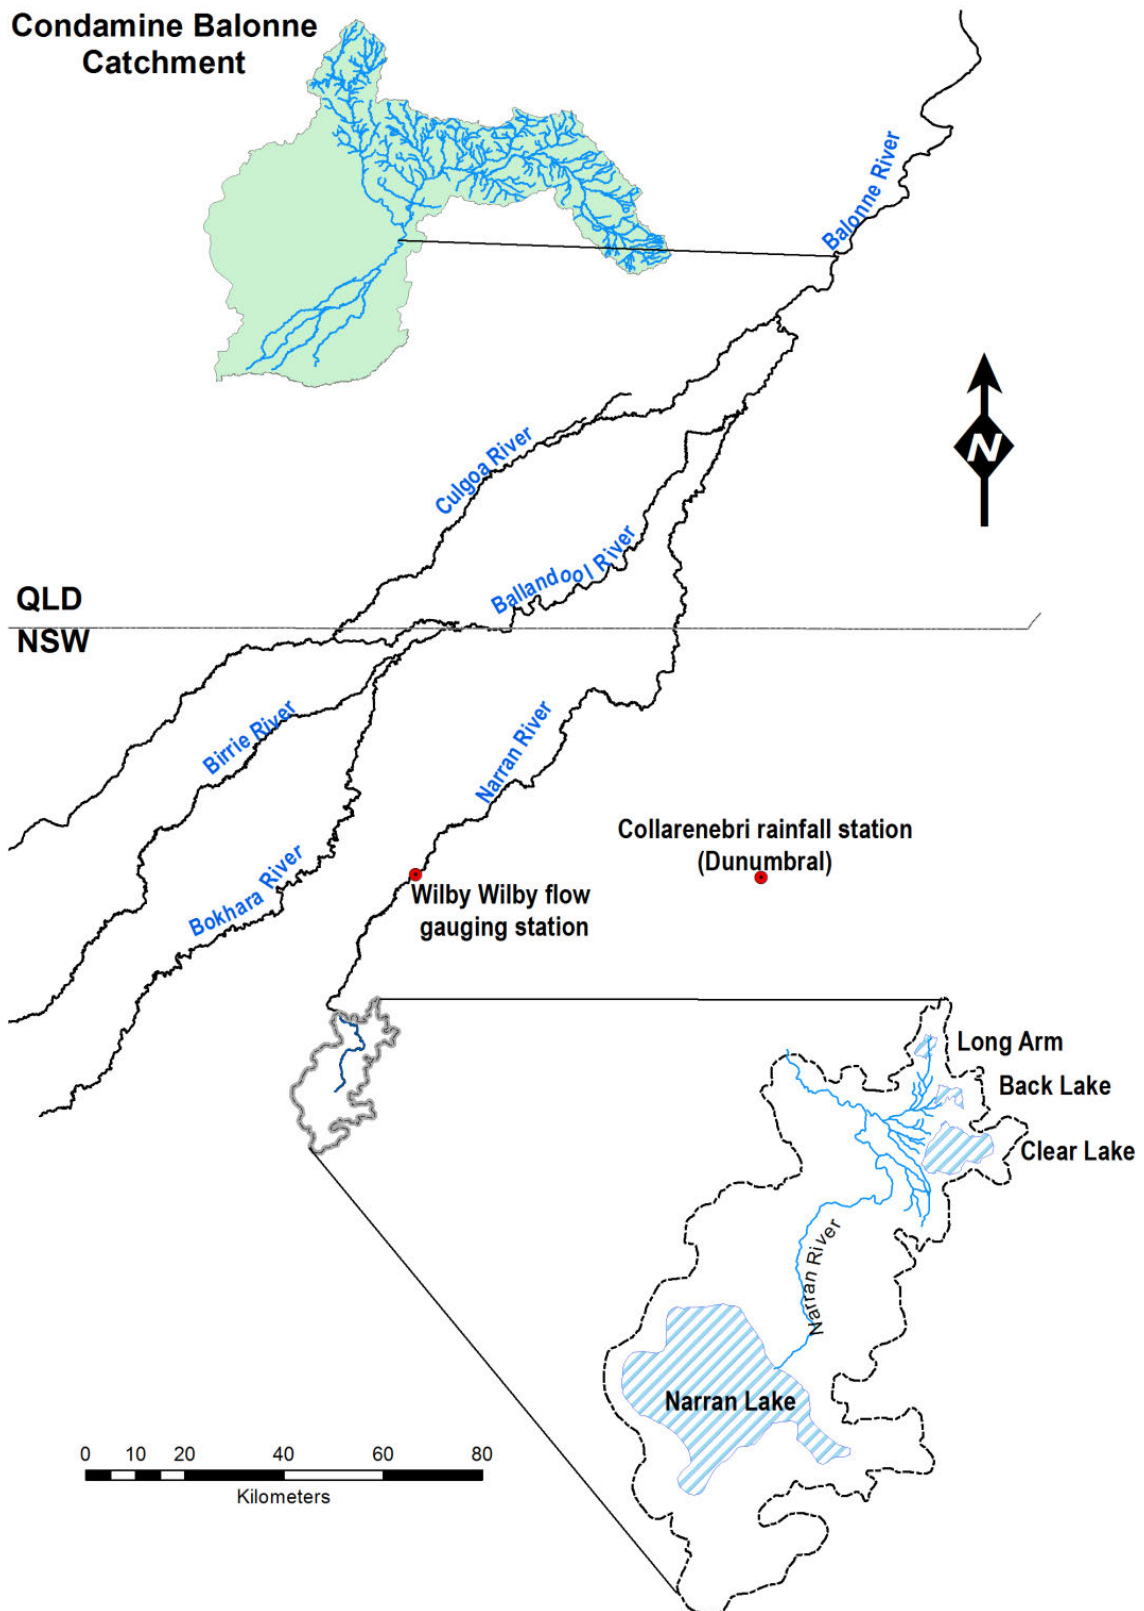 Condamine Balonne
Catchment
Balonne River
N
Culgoa River
Ballandool River
QLD
NSW
Birrie River
Narran River
Collarenebri rainfall station
(Dunumbral)
Bokhara River
Wilby Wilby flow
gauging station
Long Arm
Back Lake
Clear Lake
Narran River
Narran Lake
0 10 20 40 60 80
Kilometers